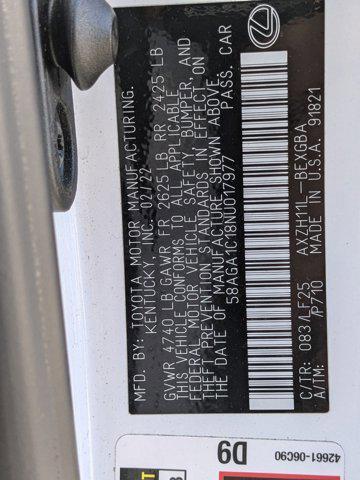 MFD. BY: TOYOTA MOTOR MANUFACTURING,
KENTUCKY, INC. 02/22
GVWR 4740 LB GAWR FR 2625 LB RR 2425 LB
THIS VEHICLE CONFORMS TO ALL APPLICABLE
FEDERAL MOTOR VEHICLE SAFETY, BUMPER, AND
THEFT PREVENTION STANDARDS IN EFFECT ON
THE DATE OF MANUFACTURE SHOWN ABOVE.
58AGA1C18NU017977 PASS. CAR
C/TR: 083/LF25 AXZH11L-BEXGBA
A/TM: /P710 MADE IN U.S.A. 91821
D9
42661-06C90